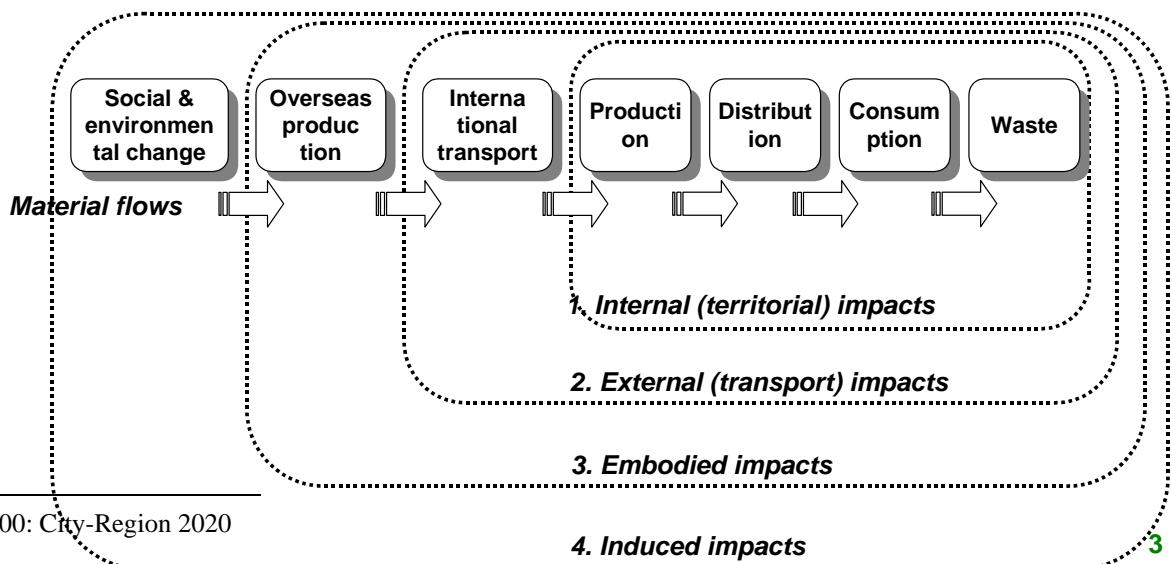 Social &
environmen
tal change
Overseas
produc
tion
Interna
tional
transport
Producti
on
Distribut
ion
Consum
ption
Waste
Material flows
1. Internal (territorial) impacts
2. External (transport) impacts
3. Embodied impacts
00: City-Region 2020
4. Induced impacts
3